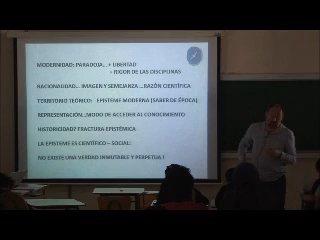 MODERNIDAD: PARADOJA... + LIBERTAD
+ RIGOR DE LAS DISCIPLINAS
RACIONALIDAD... IMAGEN Y SEMEJANZA ...RAZÓN CIENTÍFICA
TERRITORIO TEÓRICO: EPISTEME MODERNA (SABER DE ÉPOCA)
REPRESENTACIÓN...MODO DE ACCEDER AL CONOCIMIENTO
HISTORICIDAD? FRACTURA EPISTÉMICA
LA EPISTEME ES CIENTÍFICO – SOCIAL:
NO EXISTE UNA VERDAD INMUTABLE Y PERPETUA !